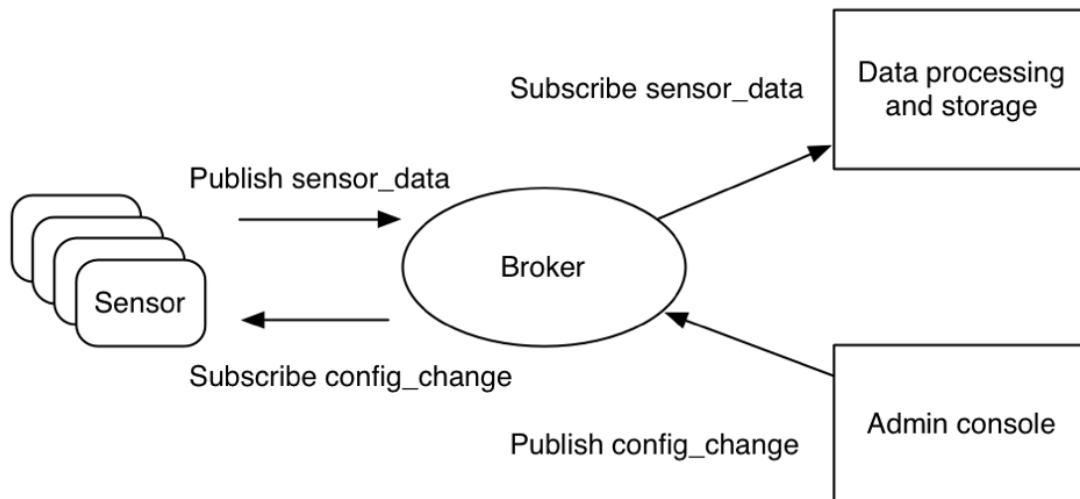 Subscribe sensor_data
Data processing
and storage
Publish sensor_data
Sensor
Broker
Subscribe config_change
Publish config_change
Admin console